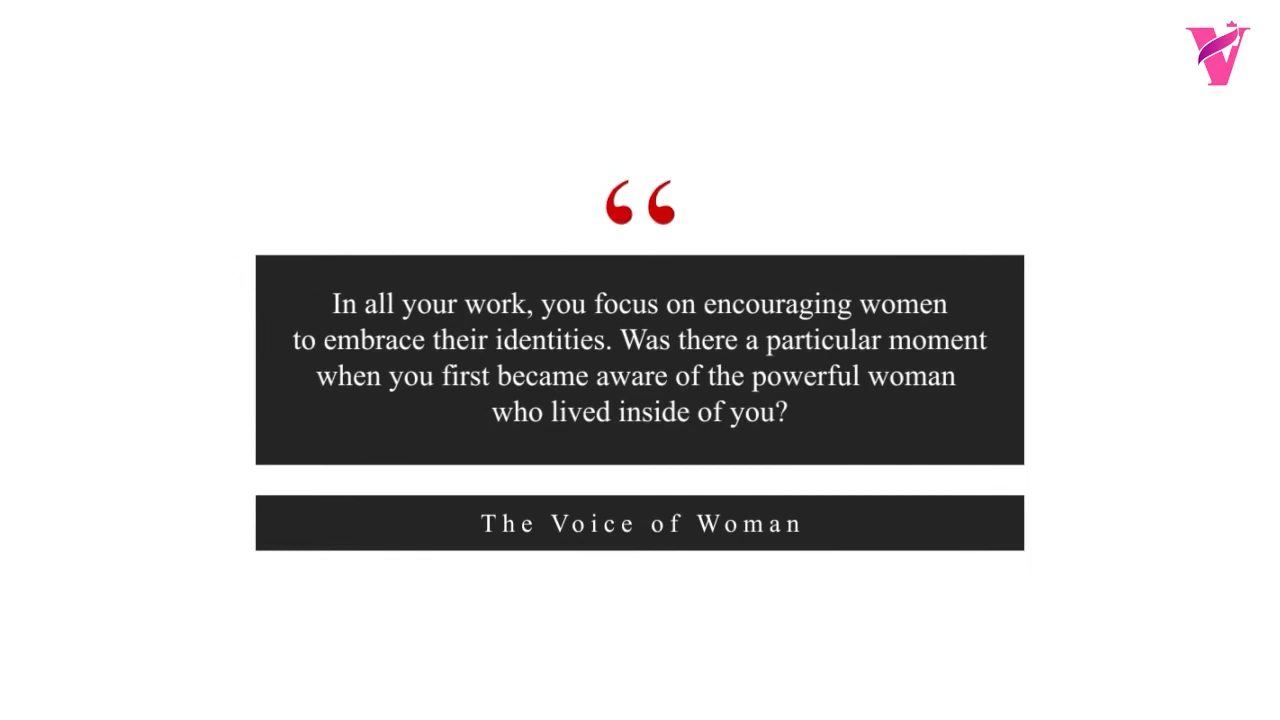 “
In all your work, you focus on encouraging women
to embrace their identities. Was there a particular moment
when you first became aware of the powerful woman
who lived inside of you?
The Voice of Woman